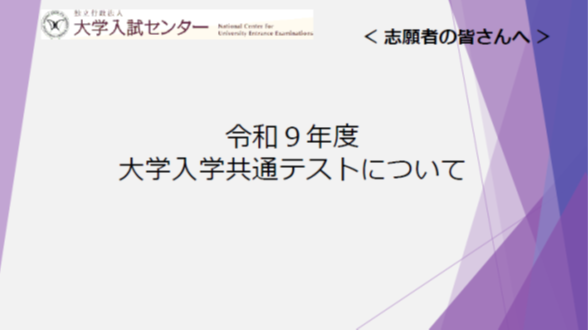 独立行政法人
大学入試センター
National Center for
University Entrance Examinations
< 志願者の皆さんへ >
令和９年度
大学入学共通テストについて